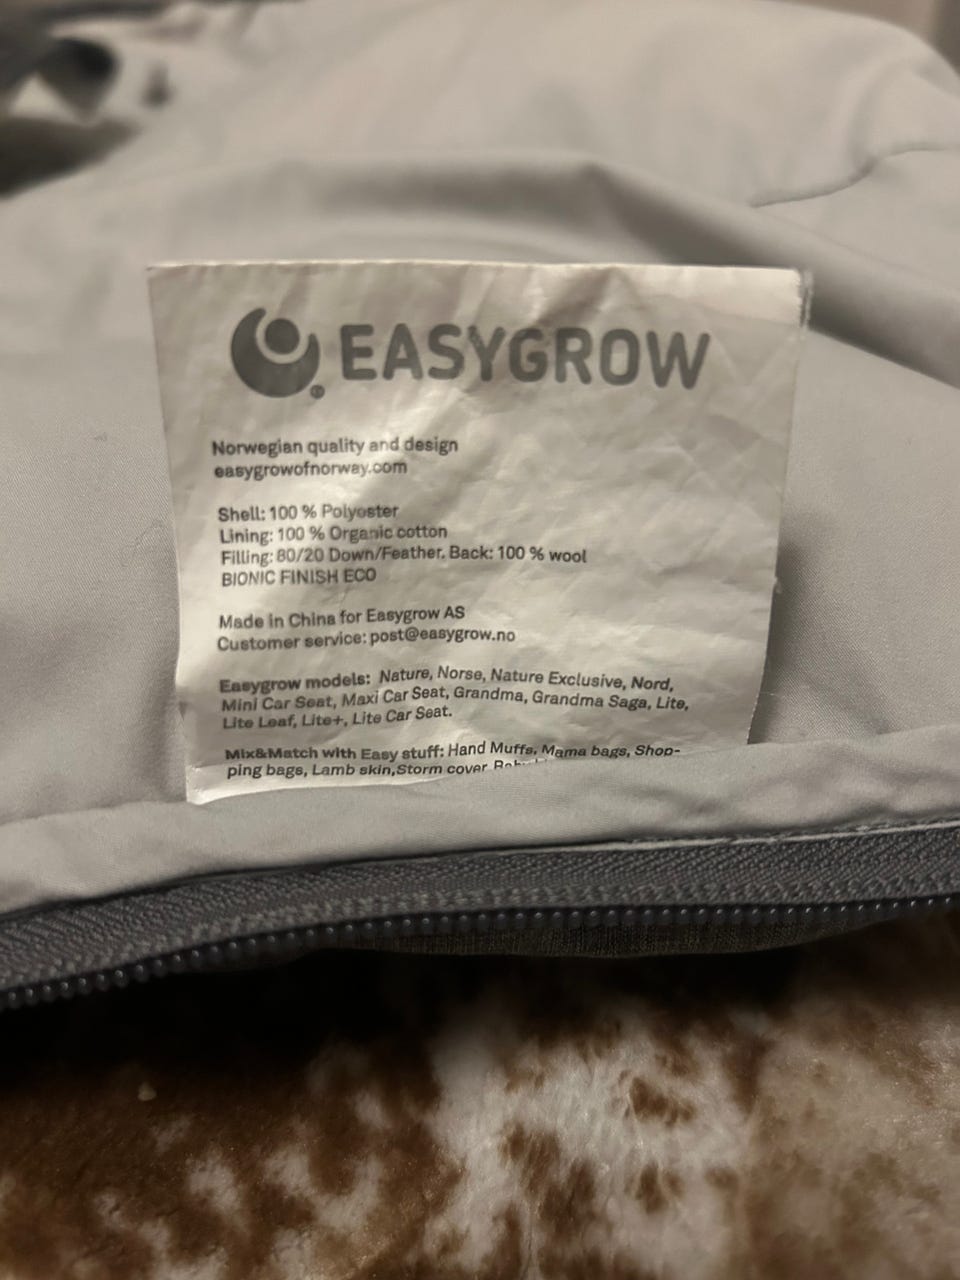 EASYGROW
Norwegian quality and design
easygrowofnorway.com
Shell: 100 % Polyester
Lining: 100 % Organic cotton
Filling: 80/20 Down/Feather. Back: 100 % wool
BIONIC FINISH ECO
Made in China for Easygrow AS
Customer service: post@easygrow.no
Easygrow models: Nature, Norse, Nature Exclusive, Nord,
Mini Car Seat, Maxi Car Seat, Grandma, Grandma Saga, Lite,
Lite Leaf, Lite+, Lite Car Seat.
Mix&Match with Easy stuff: Hand Muffs, Mama bags, Shop-
ping bags, Lamb skin,Storm cover